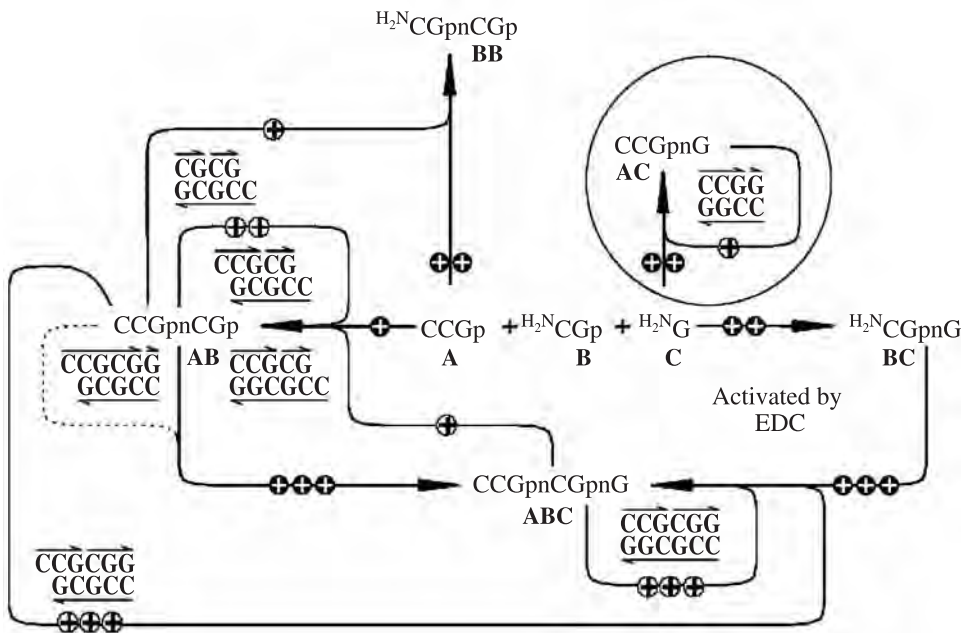 H₂NCGpnCGp
BB
CGCG
GCGCC
CCGpnG
AC
CCGG
GGCC
CCGCG
GCGCC
CCGpnCGp
AB
CCGp
A
+
H₂NCGp
B
+
H₂NG
C
H₂NCGpnG
BC
CCGCGG
GCGCC
CCGCG
GGCGCC
Activated by
EDC
CCGpnCGpnG
ABC
CCGCGG
GGCGCC
CCGCGG
GCGCC